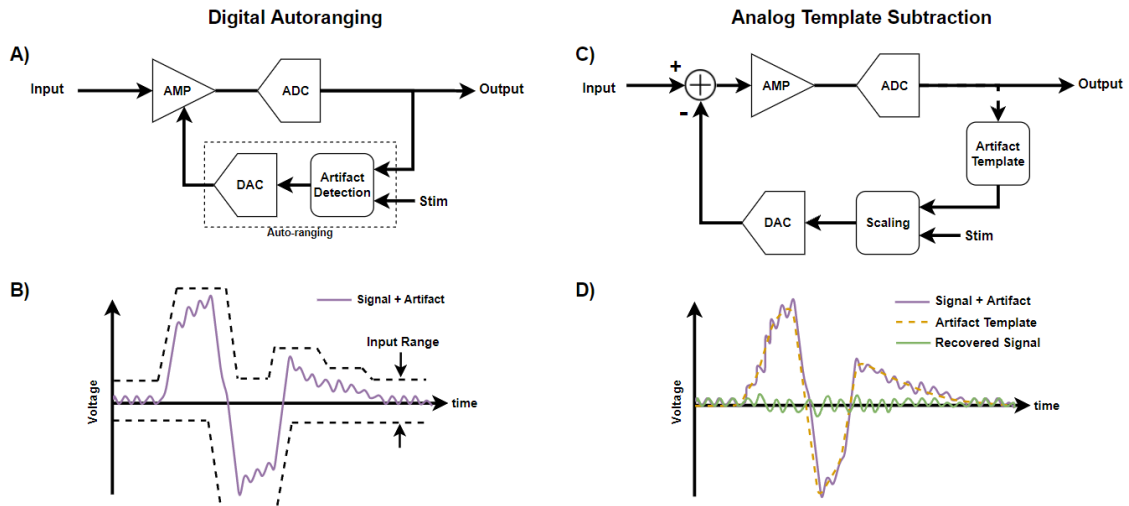 Digital Autoranging
A)
Input
AMP
ADC
Output
DAC
Artifact
Detection
Stim
Auto-ranging
B)
Signal + Artifact
Input Range
Voltage
time
Analog Template Subtraction
C)
+
-
Input
AMP
ADC
Output
Artifact
Template
DAC
Scaling
Stim
D)
Signal + Artifact
Artifact Template
Recovered Signal
Voltage
time